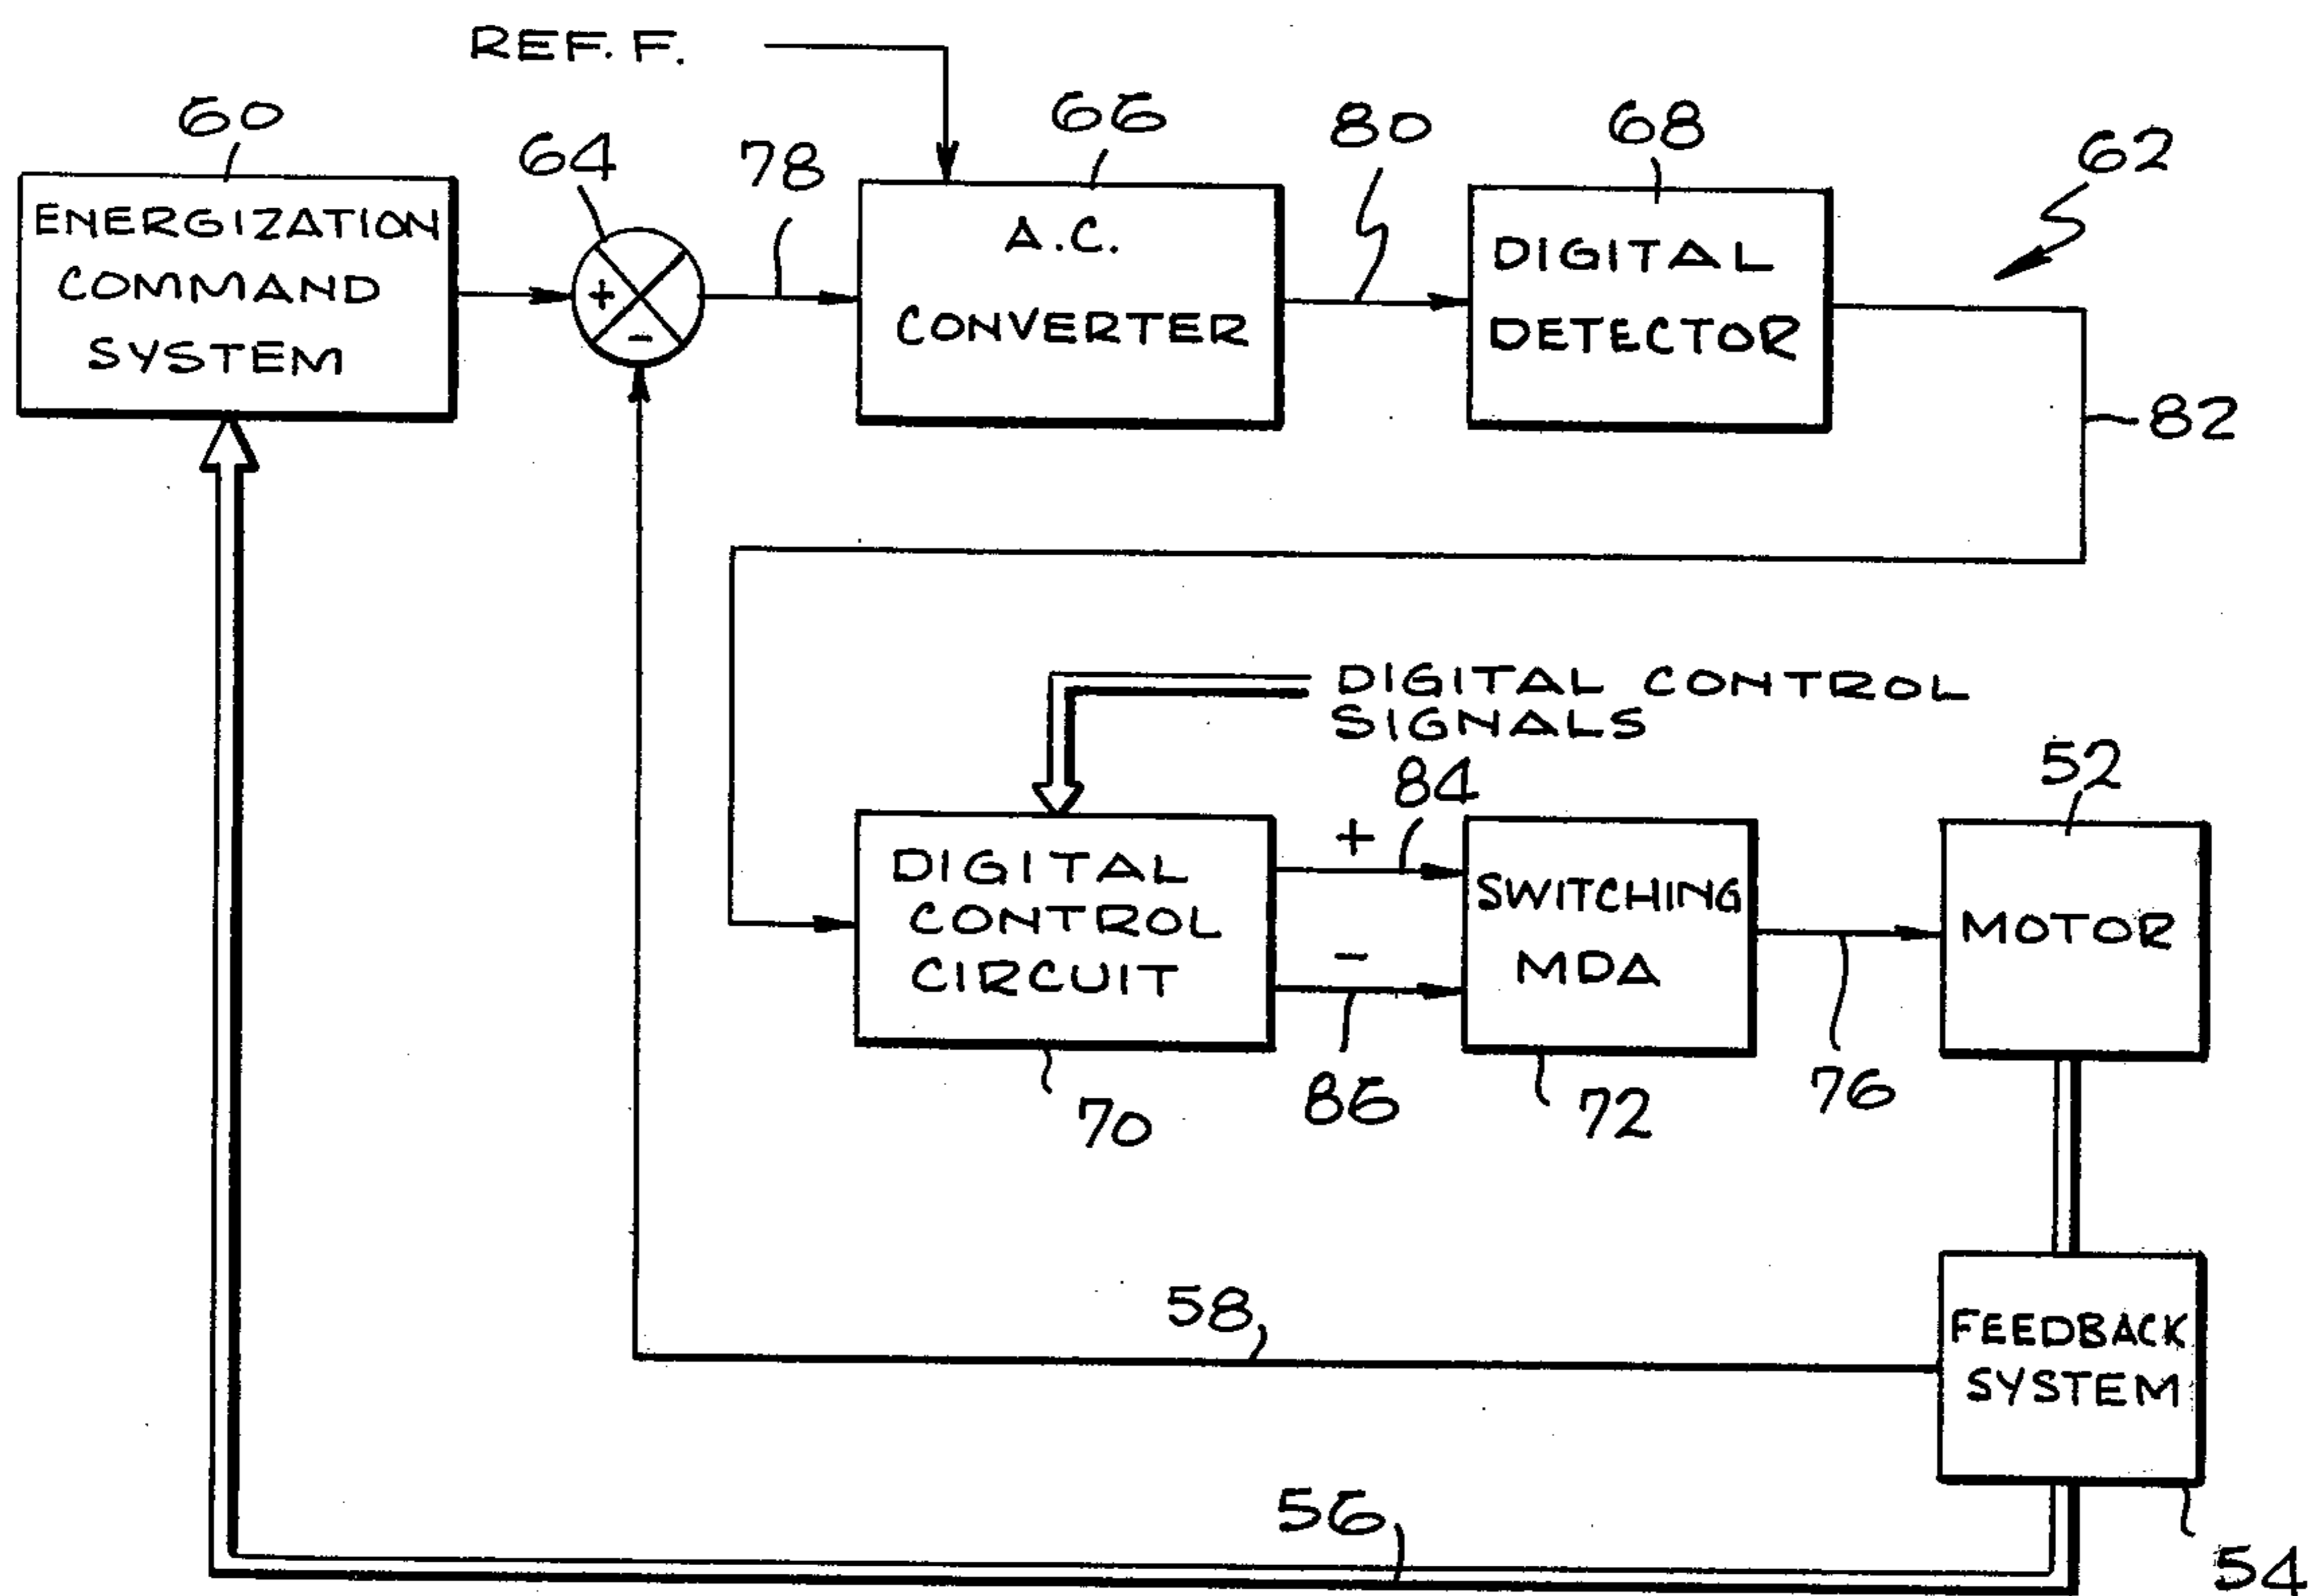 REF. F.
60
64
78
66
80
68
62
ENERGIZATION
COMMAND
SYSTEM
+
-
A.C.
CONVERTER
DIGITAL
DETECTOR
82
DIGITAL CONTROL
SIGNALS
84
52
+
-
DIGITAL
CONTROL
CIRCUIT
SWITCHING
MDA
MOTOR
70
86
72
76
58
FEEDBACK
SYSTEM
56
54